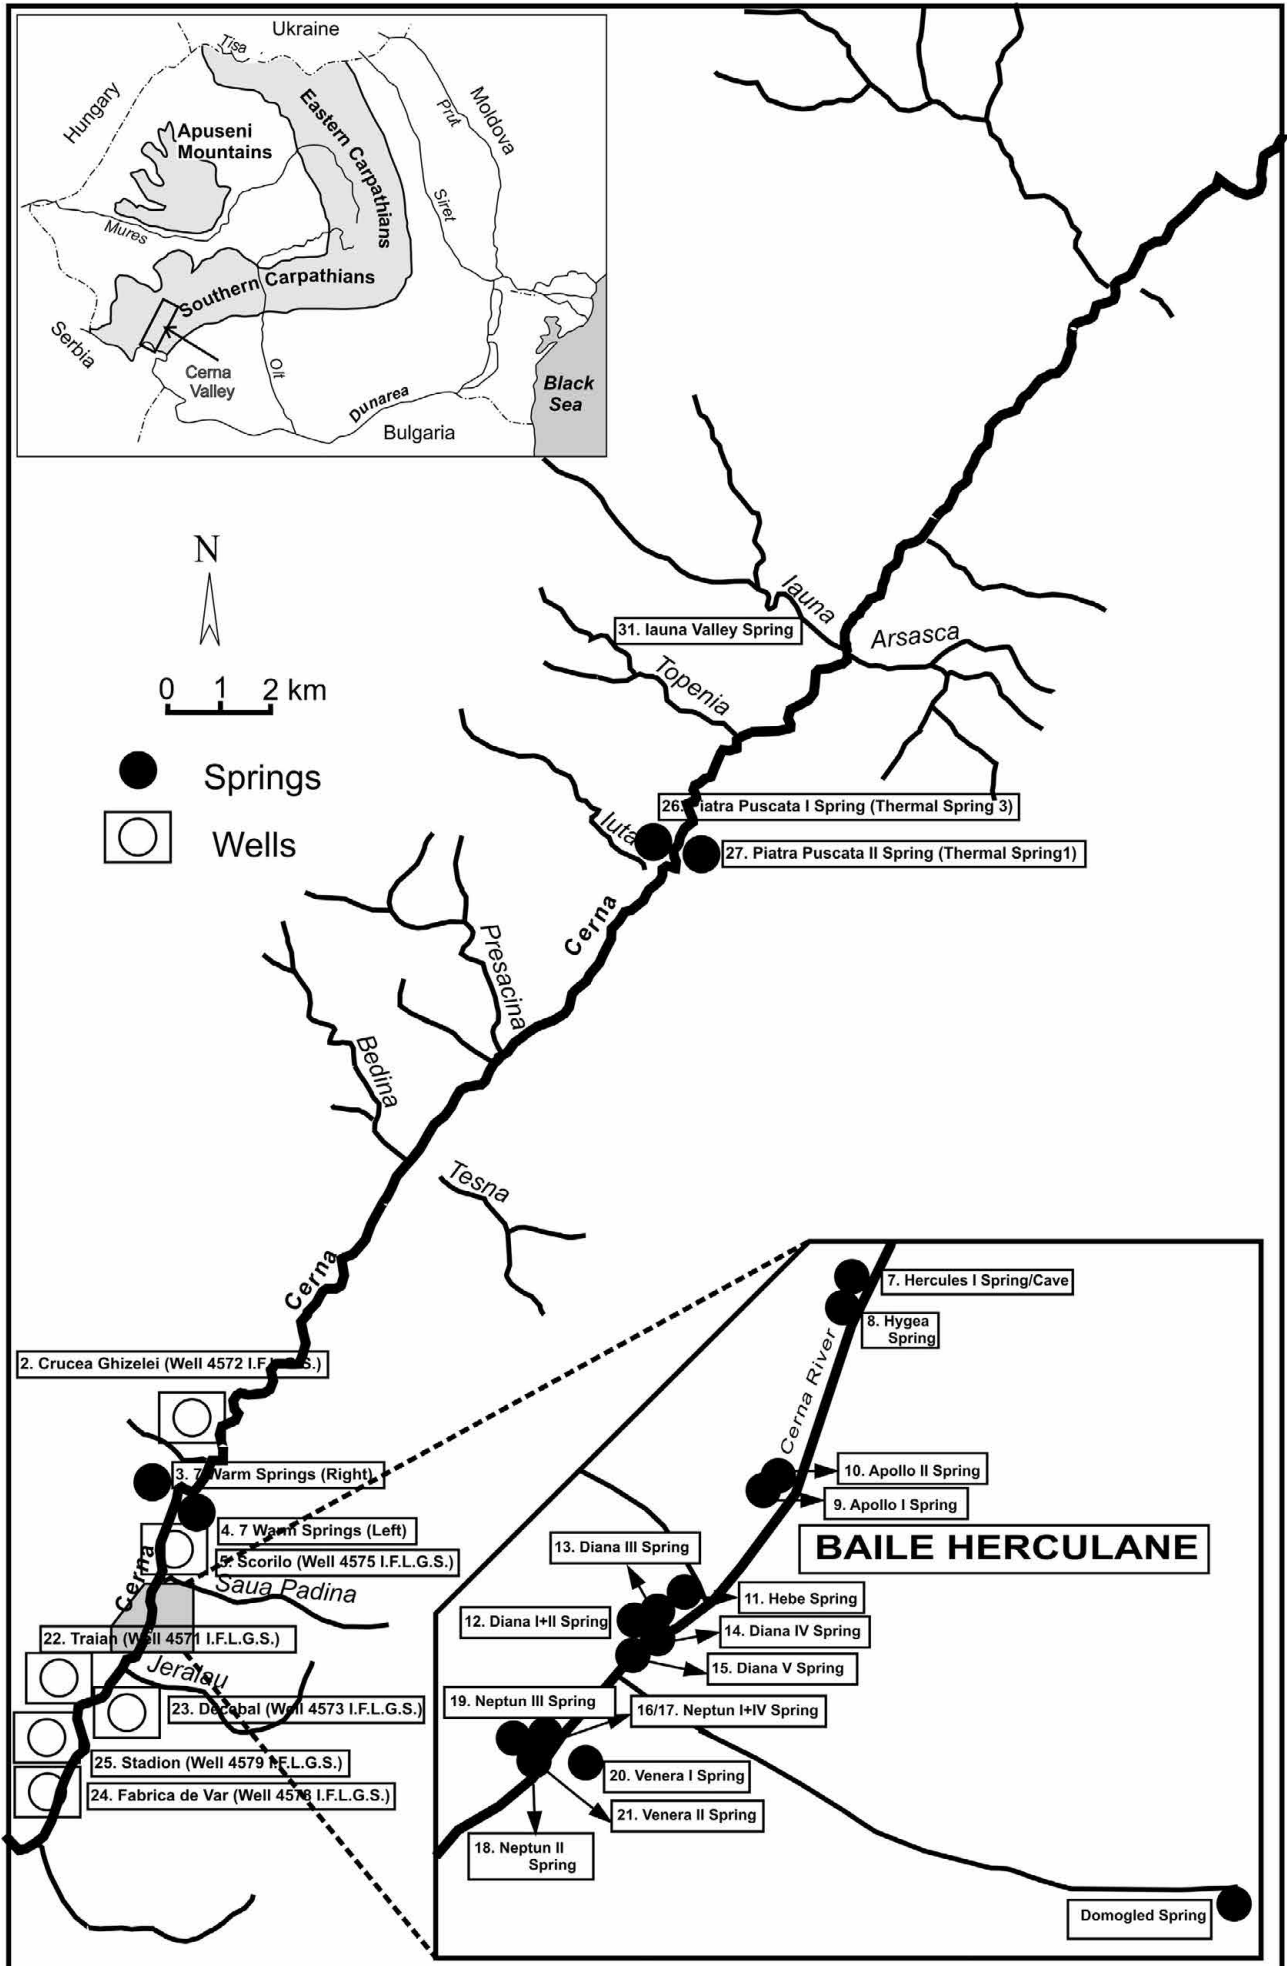 Ukraine
Tisa
Hungary
Moldova
Prut
Eastern Carpathians
Apuseni
Mountains
Siret
Mures
Southern Carpathians
Serbia
Cerna
Valley
Olt
Dunarea
Black
Sea
Bulgaria
N
0 1 2 km
Springs
Wells
Iauna
31. Iauna Valley Spring
Arsasca
Topenia
26. Piatra Puscata I Spring (Thermal Spring 3)
Iuta
27. Piatra Puscata II Spring (Thermal Spring1)
Cerna
Presacina
Bedina
Tesna
Cerna
2. Crucea Ghizelei (Well 4572 I.F.L.G.S.)
3. 7 Warm Springs (Right)
4. 7 Warm Springs (Left)
5. Scorilo (Well 4575 I.F.L.G.S.)
Cerna
Saua Padina
22. Traian (Well 4571 I.F.L.G.S.)
Jeralau
23. Decebal (Well 4573 I.F.L.G.S.)
25. Stadion (Well 4579 I.F.L.G.S.)
24. Fabrica de Var (Well 4578 I.F.L.G.S.)
7. Hercules I Spring/Cave
8. Hygea
Spring
Cerna River
10. Apollo II Spring
9. Apollo I Spring
BAILE HERCULANE
13. Diana III Spring
11. Hebe Spring
12. Diana I+II Spring
14. Diana IV Spring
15. Diana V Spring
19. Neptun III Spring
16/17. Neptun I+IV Spring
20. Venera I Spring
21. Venera II Spring
18. Neptun II
Spring
Domogled Spring